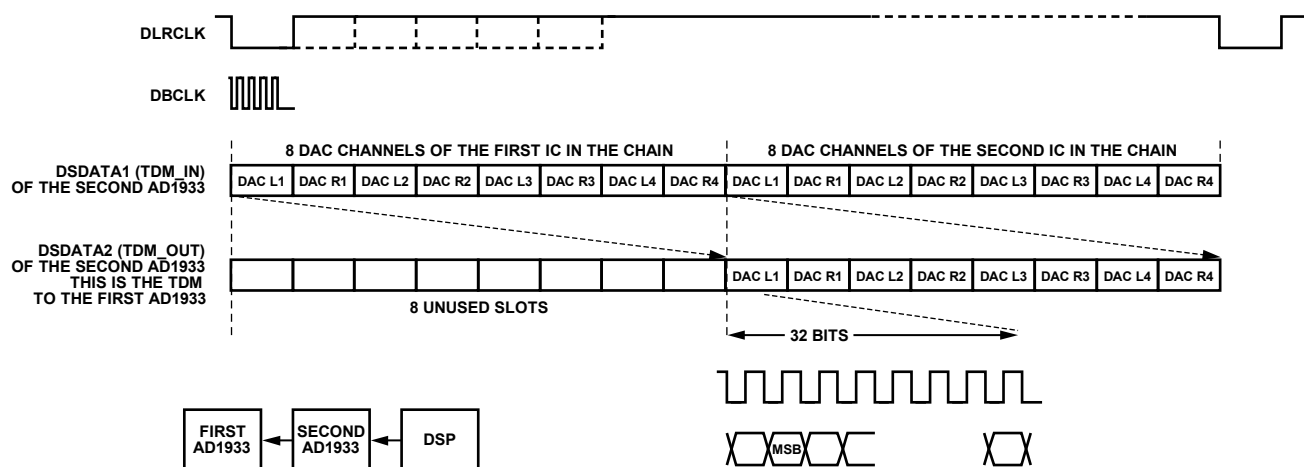 DLRCLK
DBCLK
8 DAC CHANNELS OF THE FIRST IC IN THE CHAIN
8 DAC CHANNELS OF THE SECOND IC IN THE CHAIN
DSDATA1 (TDM_IN)
OF THE SECOND AD1933
DAC L1 DAC R1 DAC L2 DAC R2 DAC L3 DAC R3 DAC L4 DAC R4 DAC L1 DAC R1 DAC L2 DAC R2 DAC L3 DAC R3 DAC L4 DAC R4
DSDATA2 (TDM_OUT)
OF THE SECOND AD1933
THIS IS THE TDM
TO THE FIRST AD1933
DAC L1 DAC R1 DAC L2 DAC R2 DAC L3 DAC R3 DAC L4 DAC R4
8 UNUSED SLOTS
32 BITS
FIRST
AD1933
SECOND
AD1933
DSP
MSB